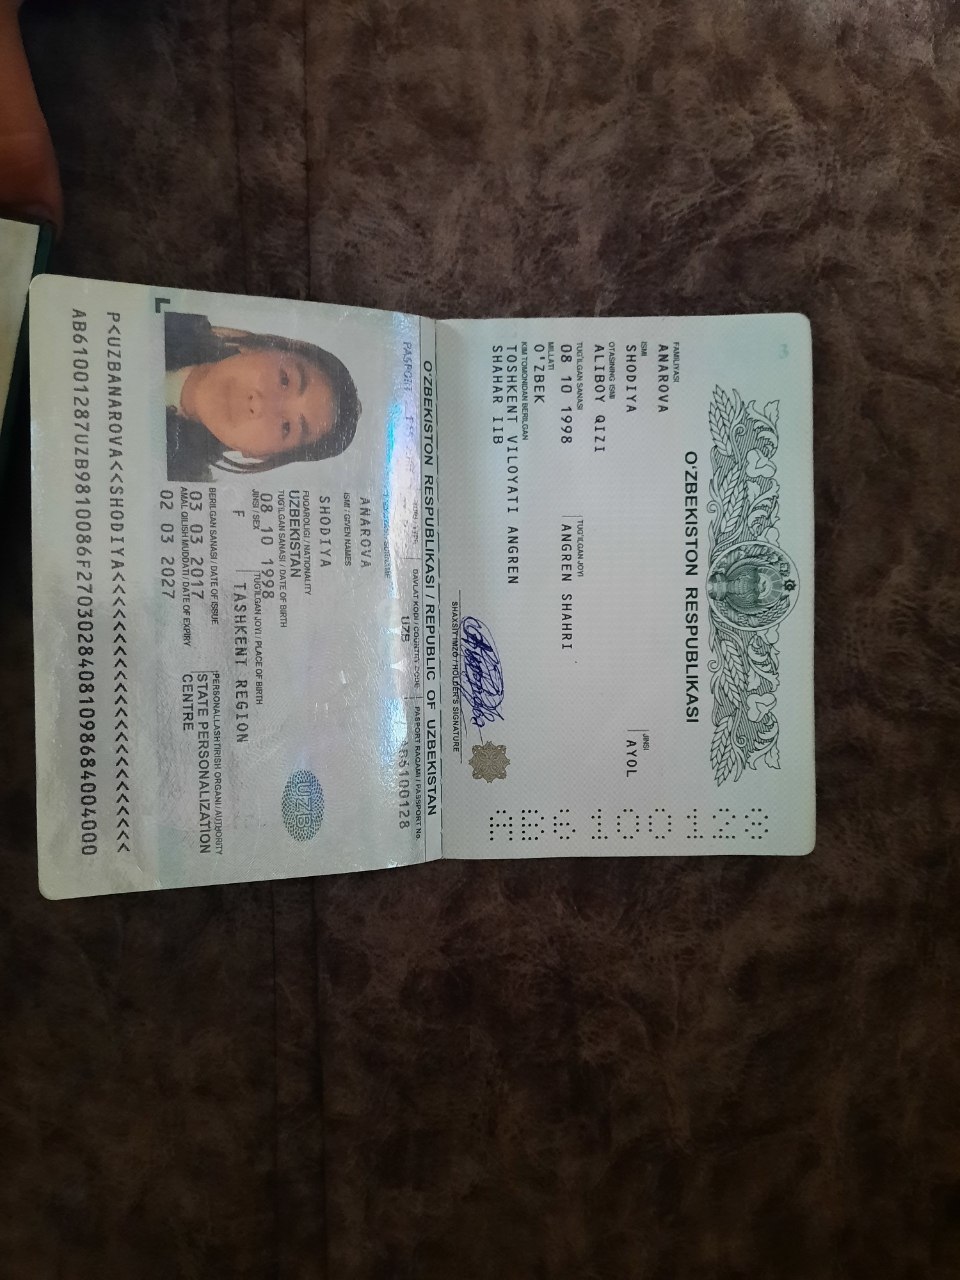 O'ZBEKISTON RESPUBLIKASI
FAMILIYASI
ANAROVA
ISMI
SHODIYA
JINSI
AYOL
OTASINING ISMI
ALIBOY QIZI
TUG'ILGAN SANASI
08 10 1998
TUG'ILGAN JOYI
ANGREN SHAHRI
MILLATI
O'ZBEK
KIM TOMONIDAN BERILGAN
TOSHKENT VILOYATI ANGREN
SHAHAR IIB
SHAXSIY IMZO / HOLDER'S SIGNATURE
AB6100128
O'ZBEKISTON RESPUBLIKASI / REPUBLIC OF UZBEKISTAN
PASPORT
DAVLAT KODI / COUNTRY CODE
UZB
PASPORT RAQAMI / PASSPORT No.
AB6100128
ANAROVA
ISMI / GIVEN NAMES
SHODIYA
FUQAROLIGI / NATIONALITY
UZBEKISTAN
TUG'ILGAN SANASI / DATE OF BIRTH
08 10 1998
JINSI / SEX
F
TUG'ILGAN JOYI / PLACE OF BIRTH
TASHKENT REGION
BERILGAN SANASI / DATE OF ISSUE
03 03 2017
AMAL QILISH MUDDATI / DATE OF EXPIRY
02 03 2027
PERSONALLASHTIRISH ORGANI / AUTHORITY
STATE PERSONALIZATION
CENTRE
UZB
P<UZBANAROVA<<SHODIYA<<<<<<<<<<<<<<<<<<<<<<<
AB61001287UZB9810086F27030284081098684004000